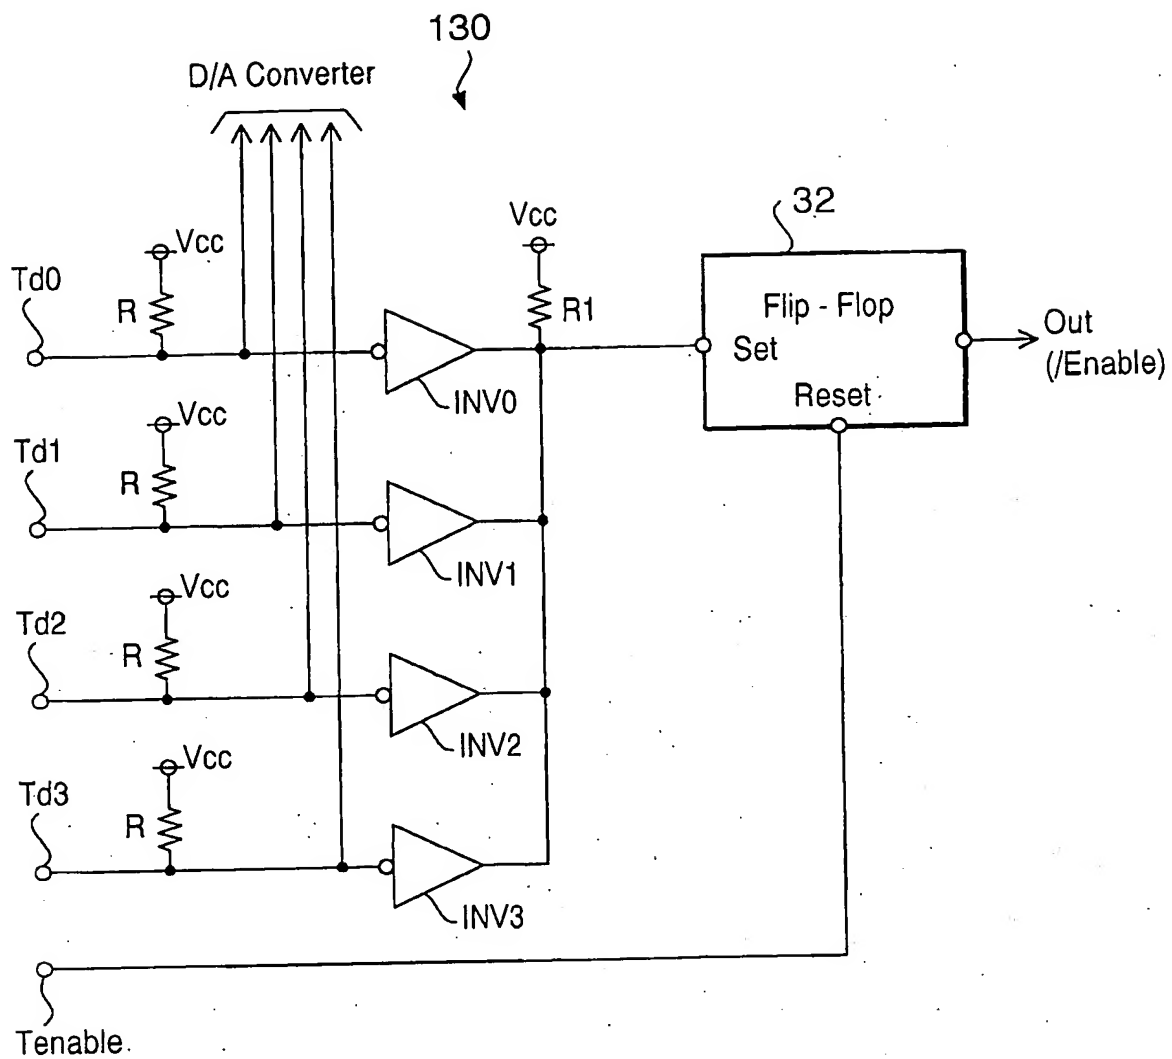 130
D/A Converter
32
Vcc
Vcc
Td0
R
R1
Flip - Flop
Set
Out
(/Enable)
Reset
INV0
Vcc
Td1
R
INV1
Vcc
Td2
R
INV2
Vcc
Td3
R
INV3
Tenable